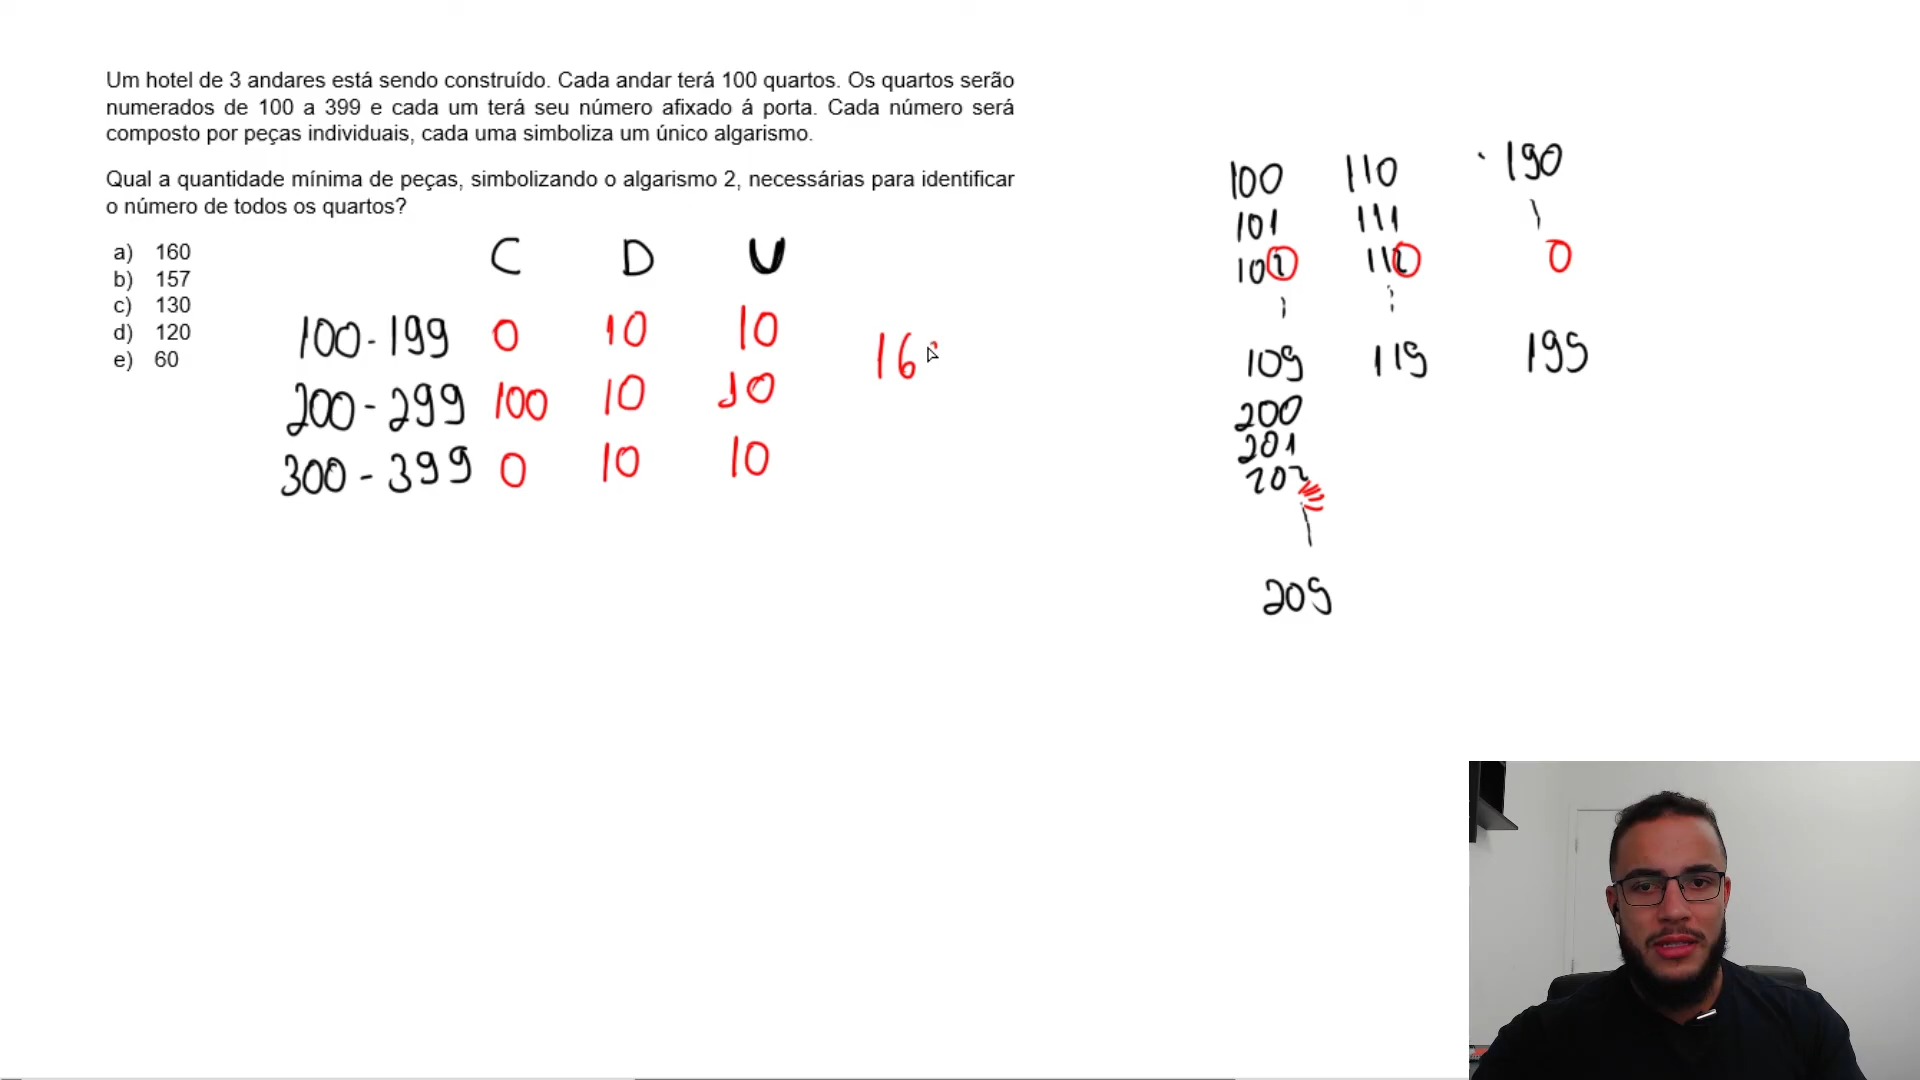 Um hotel de 3 andares está sendo construído. Cada andar terá 100 quartos. Os quartos serão
numerados de 100 a 399 e cada um terá seu número afixado á porta. Cada número será
composto por peças individuais, cada uma simboliza um único algarismo.
Qual a quantidade mínima de peças, simbolizando o algarismo 2, necessárias para identificar
o número de todos os quartos?
a) 160
b) 157
c) 130
d) 120
e) 60
C D U
100-199 0 10 10
200-299 100 10 10
300-399 0 10 10
16
100 110 190
101 111
102 112 0
109 119 199
200
201
202
209